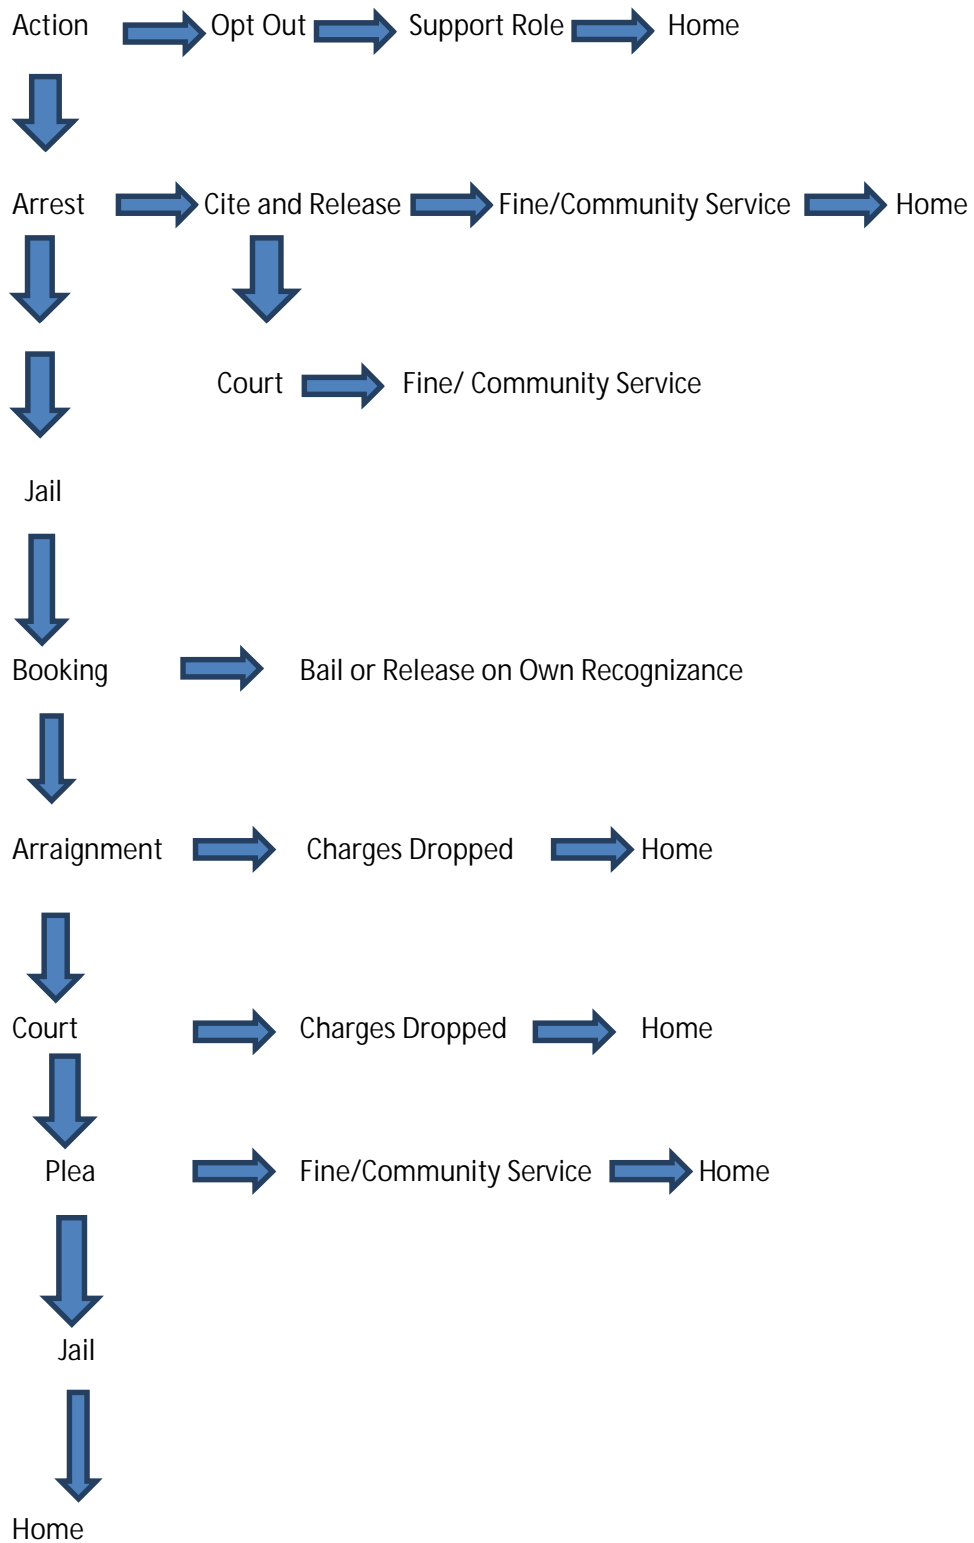 Action Opt Out Support Role Home
Arrest Cite and Release Fine/Community Service Home
Court Fine/ Community Service
Jail
Booking Bail or Release on Own Recognizance
Arraignment Charges Dropped Home
Court Charges Dropped Home
Plea Fine/Community Service Home
Jail
Home